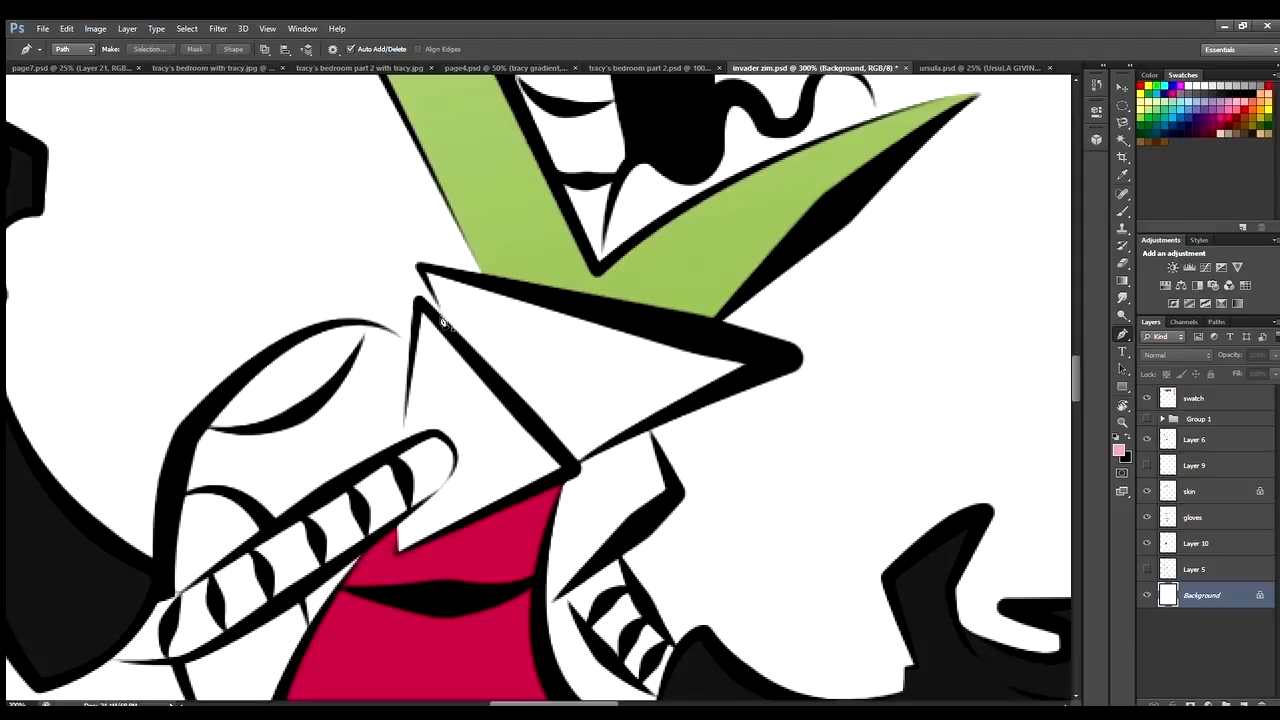 Ps File Edit Image Layer Type Select Filter 3D View Window Help
Path Make: Selection... Mask Shape Auto Add/Delete Align Edges Essentials
page7.psd @ 25% (Layer 21, RGB... × tracy's bedroom with tracy.jpg @ ... × tracy's bedroom part 2 with tracy.jpg × page4.psd @ 50% (tracy gradient,... × tracy's bedroom part 2.psd @ 100... × invader zim.psd @ 300% (Background, RGB/8) * × ursula.psd @ 25% (UrsuLA GIVIN... ×
Color Swatches
Adjustments Styles
Add an adjustment
Layers Channels Paths
Kind
Normal Opacity: 100%
Lock: Fill: 100%
swatch
Group 1
Layer 6
Layer 9
skin
gloves
Layer 10
Layer 5
Background